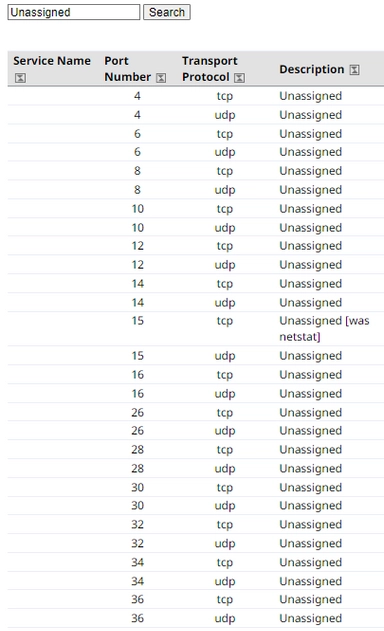 Unassigned Search
Service Name Port Number Transport Protocol Description
4 tcp Unassigned
4 udp Unassigned
6 tcp Unassigned
6 udp Unassigned
8 tcp Unassigned
8 udp Unassigned
10 tcp Unassigned
10 udp Unassigned
12 tcp Unassigned
12 udp Unassigned
14 tcp Unassigned
14 udp Unassigned
15 tcp Unassigned [was
netstat]
15 udp Unassigned
16 tcp Unassigned
16 udp Unassigned
26 tcp Unassigned
26 udp Unassigned
28 tcp Unassigned
28 udp Unassigned
30 tcp Unassigned
30 udp Unassigned
32 tcp Unassigned
32 udp Unassigned
34 tcp Unassigned
34 udp Unassigned
36 tcp Unassigned
36 udp Unassigned